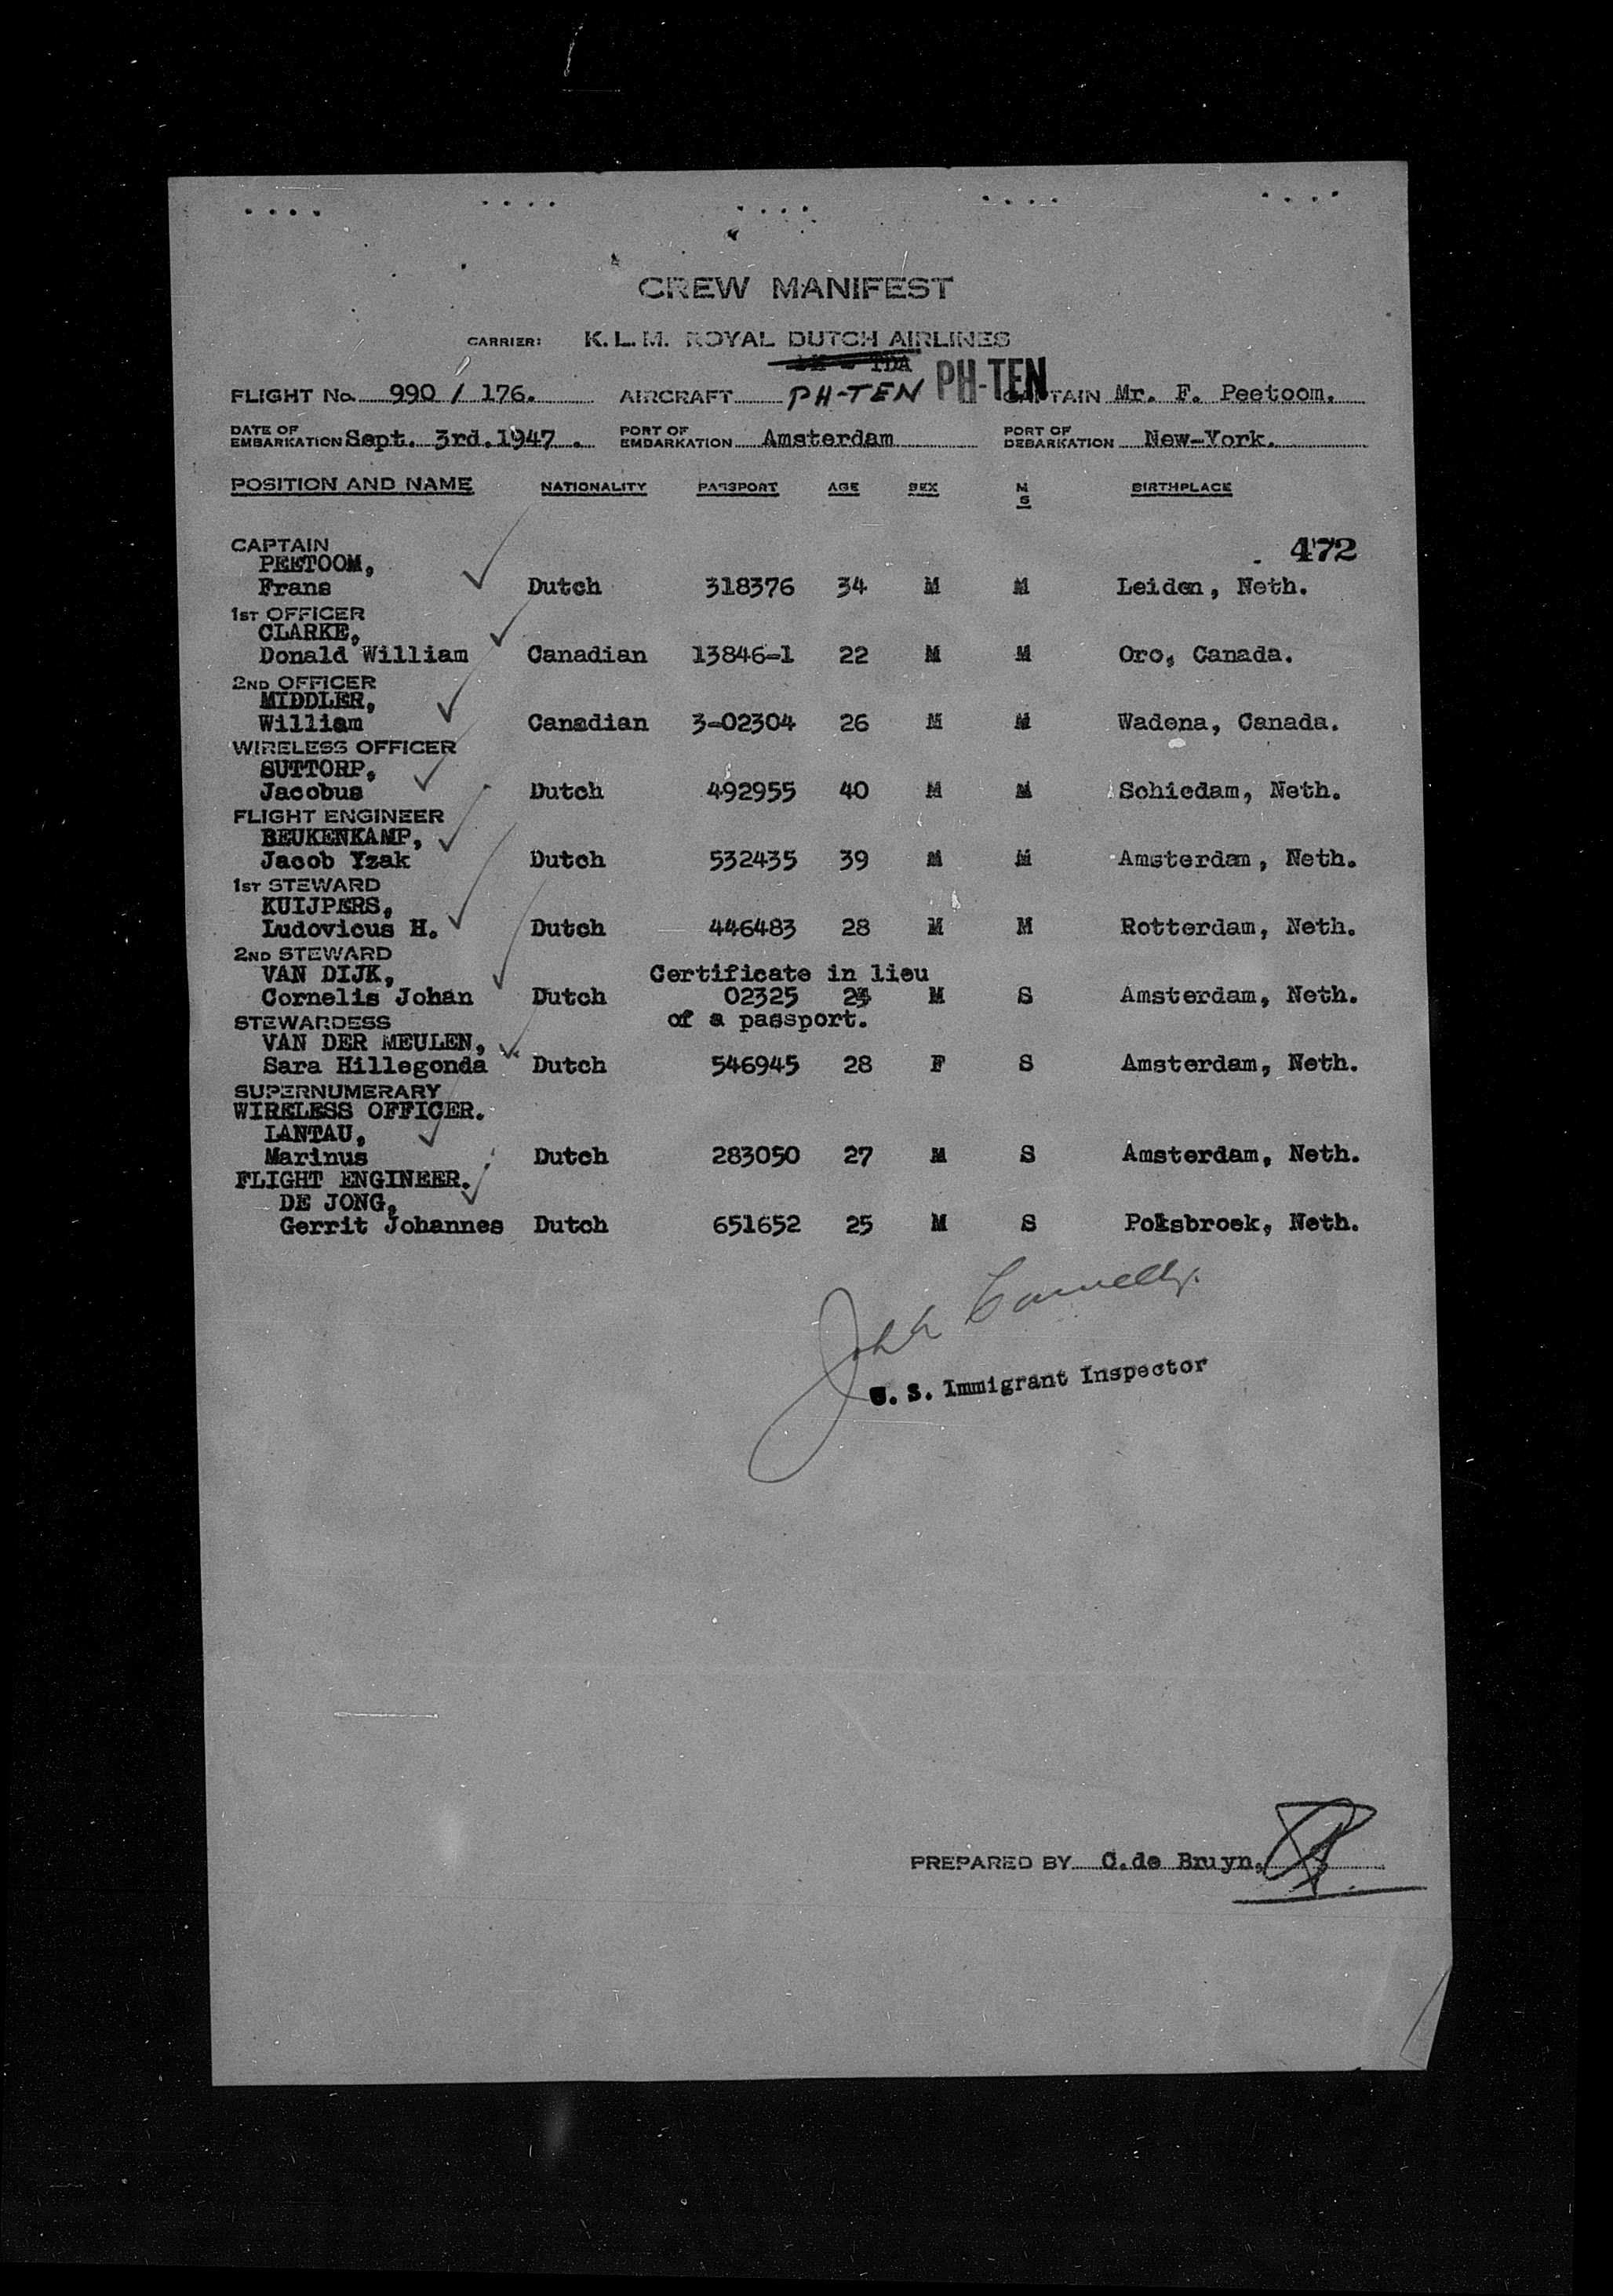 CREW MANIFEST
CARRIER: K. L. M. ROYAL DUTCH AIRLINES
TDA
FLIGHT No. 990 / 176. AIRCRAFT PH-TEN PH-TEN CAPTAIN Mr. F. Peetoom.
DATE OF EMBARKATION Sept. 3rd. 1947. PORT OF EMBARKATION Amsterdam PORT OF DEBARKATION New-York.
POSITION AND NAME NATIONALITY PASSPORT AGE SEX M S BIRTHPLACE
472
CAPTAIN
PEETOOM,
Frans Dutch 318376 34 M M Leiden, Neth.
1ST OFFICER
CLARKE,
Donald William Canadian 13846-1 22 M M Oro, Canada.
2ND OFFICER
MIDDLER,
William Canadian 3-02304 26 M M Wadena, Canada.
WIRELESS OFFICER
SUTTORP,
Jacobus Dutch 492955 40 M M Schiedam, Neth.
FLIGHT ENGINEER
BEUKENKAMP,
Jacob Yzak Dutch 532435 39 M M Amsterdam, Neth.
1ST STEWARD
KUIJPERS,
Ludovicus H. Dutch 446483 28 M M Rotterdam, Neth.
2ND STEWARD
VAN DIJK, Certificate in lieu
Cornelis Johan Dutch 02325 M S Amsterdam, Neth.
STEWARDESS of a passport.
VAN DER MEULEN,
Sara Hillegonda Dutch 546945 28 F S Amsterdam, Neth.
SUPERNUMERARY
WIRELESS OFFICER.
LANTAU,
Marinus Dutch 283050 27 M S Amsterdam, Neth.
FLIGHT ENGINEER.
DE JONG,
Gerrit Johannes Dutch 651652 25 M S Polsbroek, Neth.
John Connelly.
U. S. Immigrant Inspector
PREPARED BY C. de Bruyn.